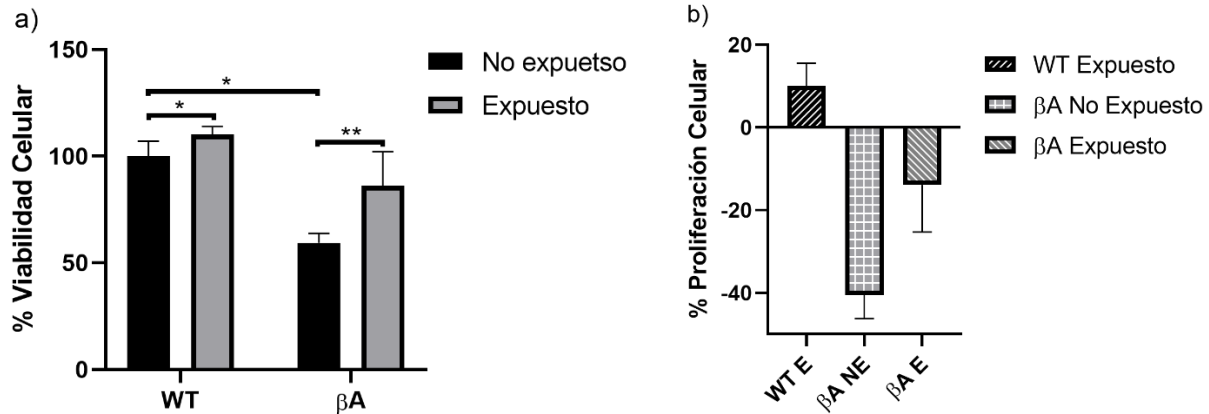 a)
% Viabilidad Celular
150
100
50
0
*
*
**
WT
βA
No expuetso
Expuesto
b)
% Proliferación Celular
20
0
-20
-40
WT E
βA NE
βA E
WT Expuesto
βA No Expuesto
βA Expuesto